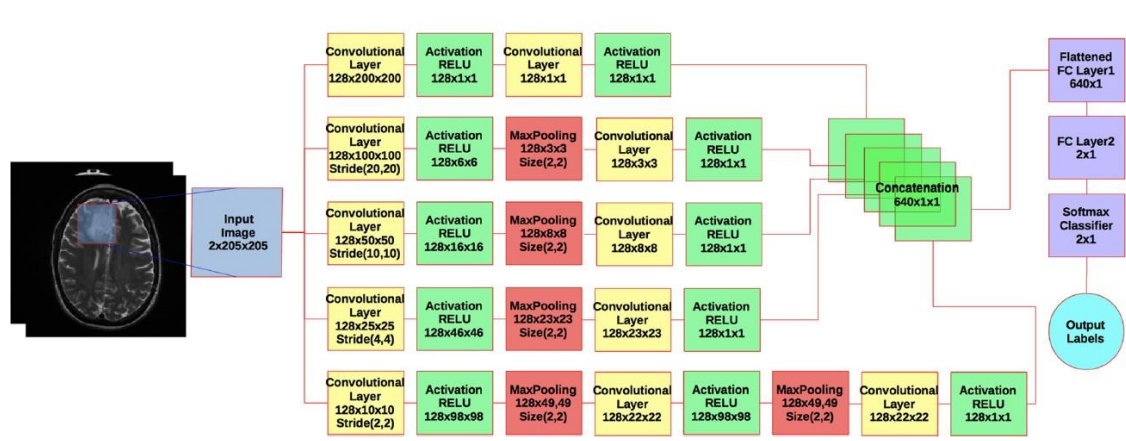 Input
Image
2x205x205
Convolutional
Layer
128x200x200
Activation
RELU
128x1x1
Convolutional
Layer
128x1x1
Activation
RELU
128x1x1
Convolutional
Layer
128x100x100
Stride(20,20)
Activation
RELU
128x6x6
MaxPooling
128x3x3
Size(2,2)
Convolutional
Layer
128x3x3
Activation
RELU
128x1x1
Convolutional
Layer
128x50x50
Stride(10,10)
Activation
RELU
128x16x16
MaxPooling
128x8x8
Size(2,2)
Convolutional
Layer
128x8x8
Activation
RELU
128x1x1
Convolutional
Layer
128x25x25
Stride(4,4)
Activation
RELU
128x46x46
MaxPooling
128x23x23
Size(2,2)
Convolutional
Layer
128x23x23
Activation
RELU
128x1x1
Convolutional
Layer
128x10x10
Stride(2,2)
Activation
RELU
128x98x98
MaxPooling
128x49,49
Size(2,2)
Convolutional
Layer
128x22x22
Activation
RELU
128x98x98
MaxPooling
128x49,49
Size(2,2)
Convolutional
Layer
128x22x22
Activation
RELU
128x1x1
Concatenation
640x1x1
Flattened
FC Layer1
640x1
FC Layer2
2x1
Softmax
Classifier
2x1
Output
Labels